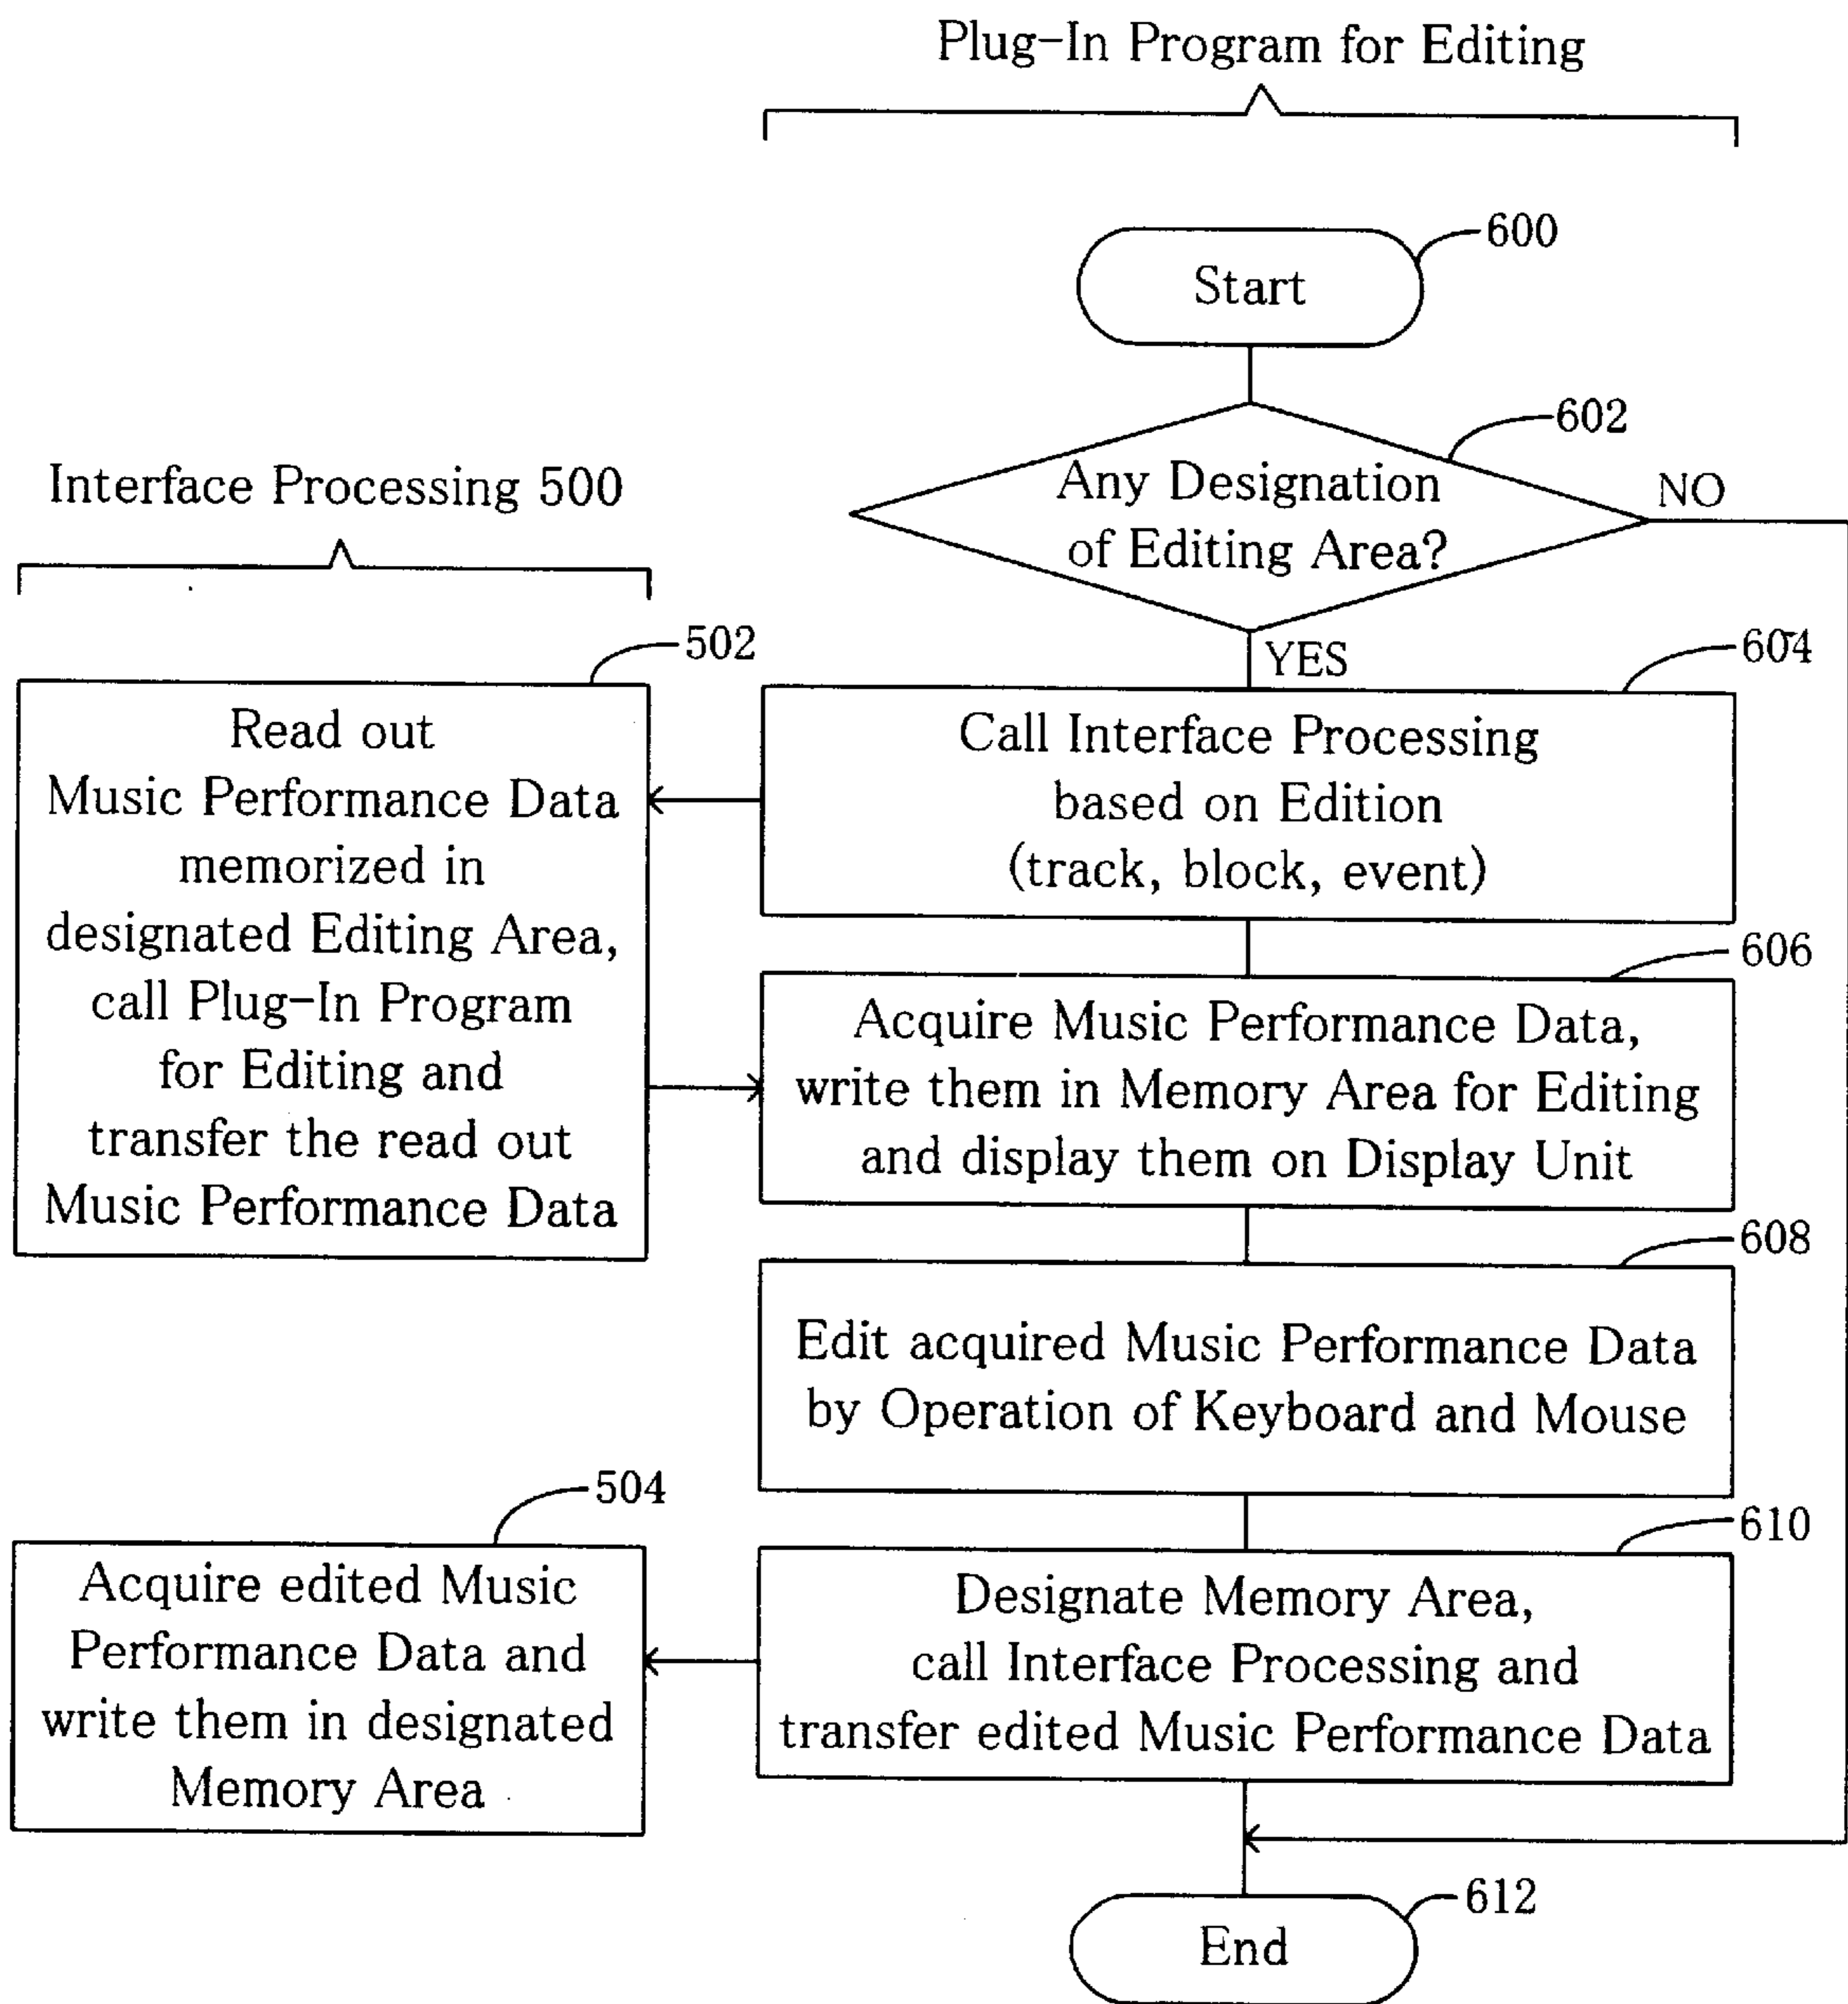 Plug-In Program for Editing
600
Start
602
Any Designation
of Editing Area?
NO
YES
Interface Processing 500
502
Read out
Music Performance Data
memorized in
designated Editing Area,
call Plug-In Program
for Editing and
transfer the read out
Music Performance Data
604
Call Interface Processing
based on Edition
(track, block, event)
606
Acquire Music Performance Data,
write them in Memory Area for Editing
and display them on Display Unit
608
Edit acquired Music Performance Data
by Operation of Keyboard and Mouse
504
Acquire edited Music
Performance Data and
write them in designated
Memory Area
610
Designate Memory Area,
call Interface Processing and
transfer edited Music Performance Data
612
End